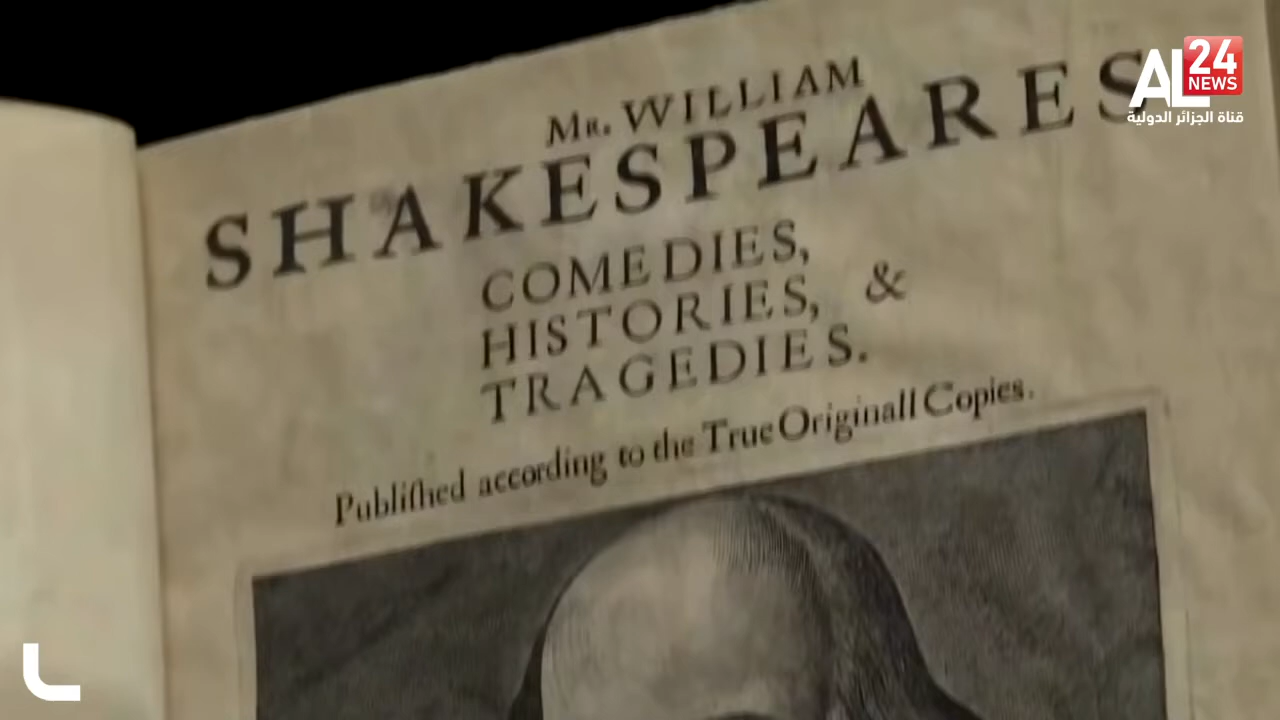 Mr. WILLIAM
SHAKESPEARES
COMEDIES,
HISTORIES, &
TRAGEDIES.
Publiſhed according to the True Originall Copies.
AL
24
NEWS
قناة الجزائر الدولية